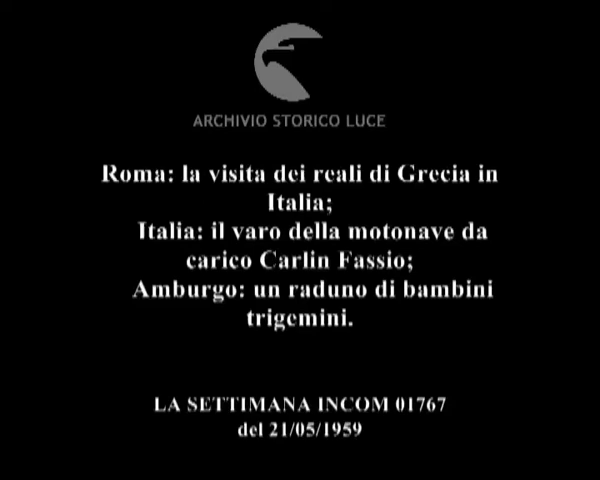 ARCHIVIO STORICO LUCE
Roma: la visita dei reali di Grecia in
Italia;
Italia: il varo della motonave da
carico Carlin Fassio;
Amburgo: un raduno di bambini
trigemini.
LA SETTIMANA INCOM 01767
del 21/05/1959